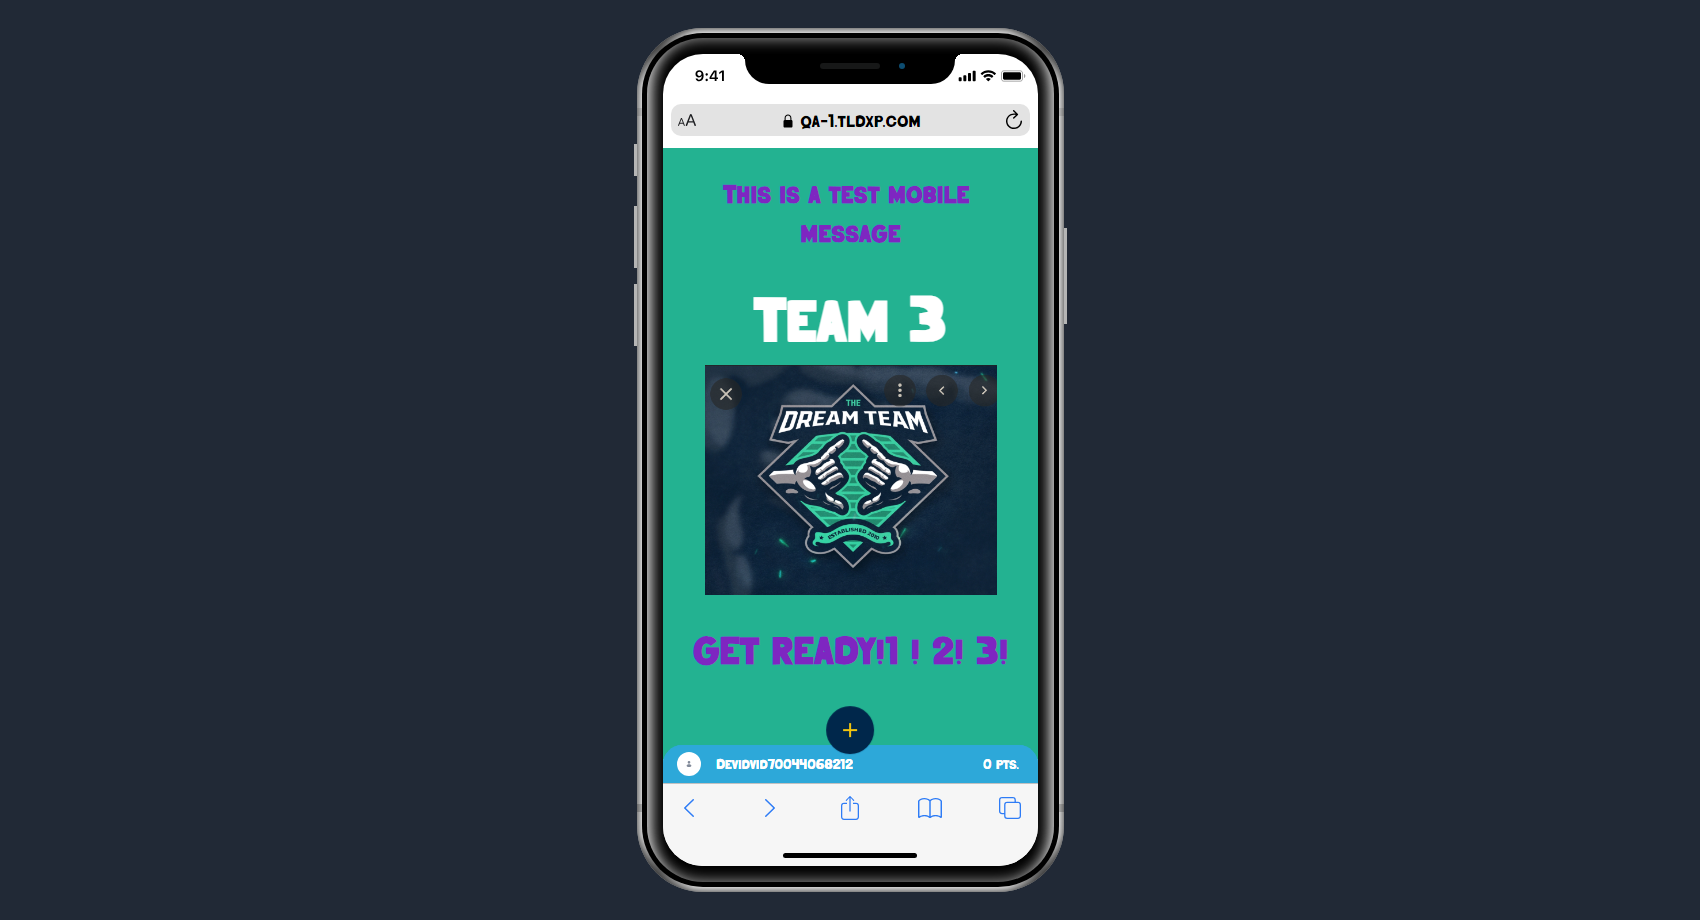 9:41
AA
QA-1.TLDXP.COM
THIS IS A TEST MOBILE
MESSAGE
TEAM 3
THE
DREAM TEAM
ESTABLISHED 2010
GET READY!1 ! 2! 3!
DEVIDVID70044068212
0 PTS.